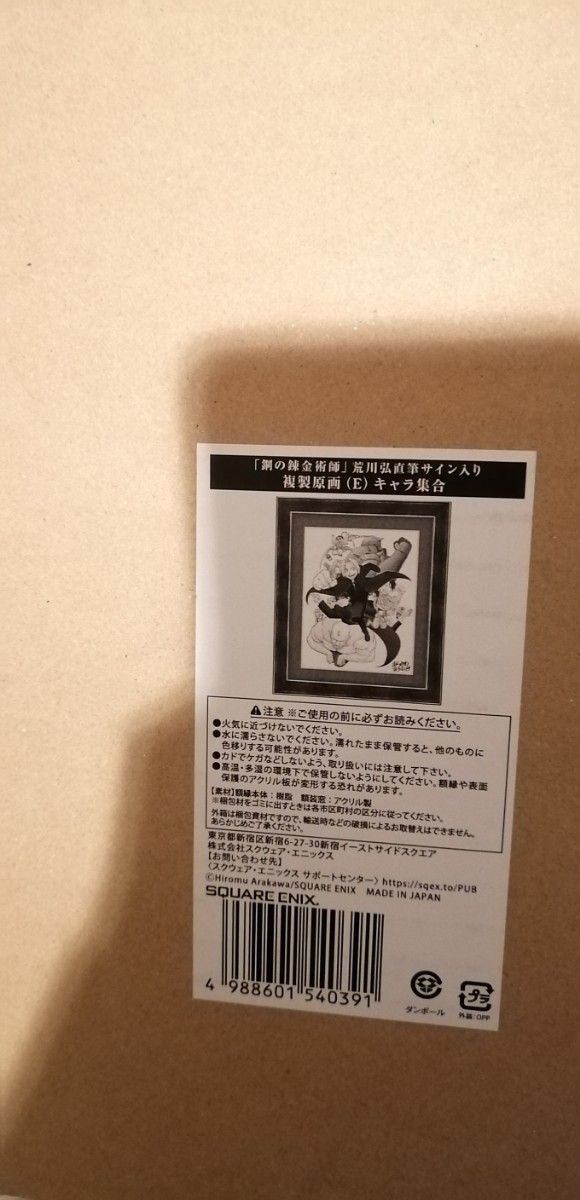 「鋼の錬金術師」荒川弘直筆サイン入り
複製原画（E）キャラ集合
⚠注意 ※ご使用の前に必ずお読みください。
●火気に近づけないでください。
●水に濡らさないでください。濡れたまま保管すると、他のものに
色移りする可能性があります。
●カドでケガなどしないよう、取り扱いには注意して下さい。
●高温・多湿の環境下で保管しないようにしてください。額縁や表面
保護のアクリル板が変形する恐れがあります。
【素材】額縁本体：樹脂 額装窓：アクリル製
※梱包材をゴミに出すときは各市区町村の区分に従ってください。
外箱は梱包資材ですので、輸送時などの破損によるお取替えはできません。
あらかじめご了承ください。
東京都新宿区新宿6-27-30新宿イーストサイドスクエア
株式会社スクウェア・エニックス
【お問い合わせ先】
〈スクウェア・エニックス サポートセンター〉https://sqex.to/PUB
©Hiromu Arakawa/SQUARE ENIX MADE IN JAPAN
SQUARE ENIX.
4 988601 540391
ダンボール
プラ
外装：OPP